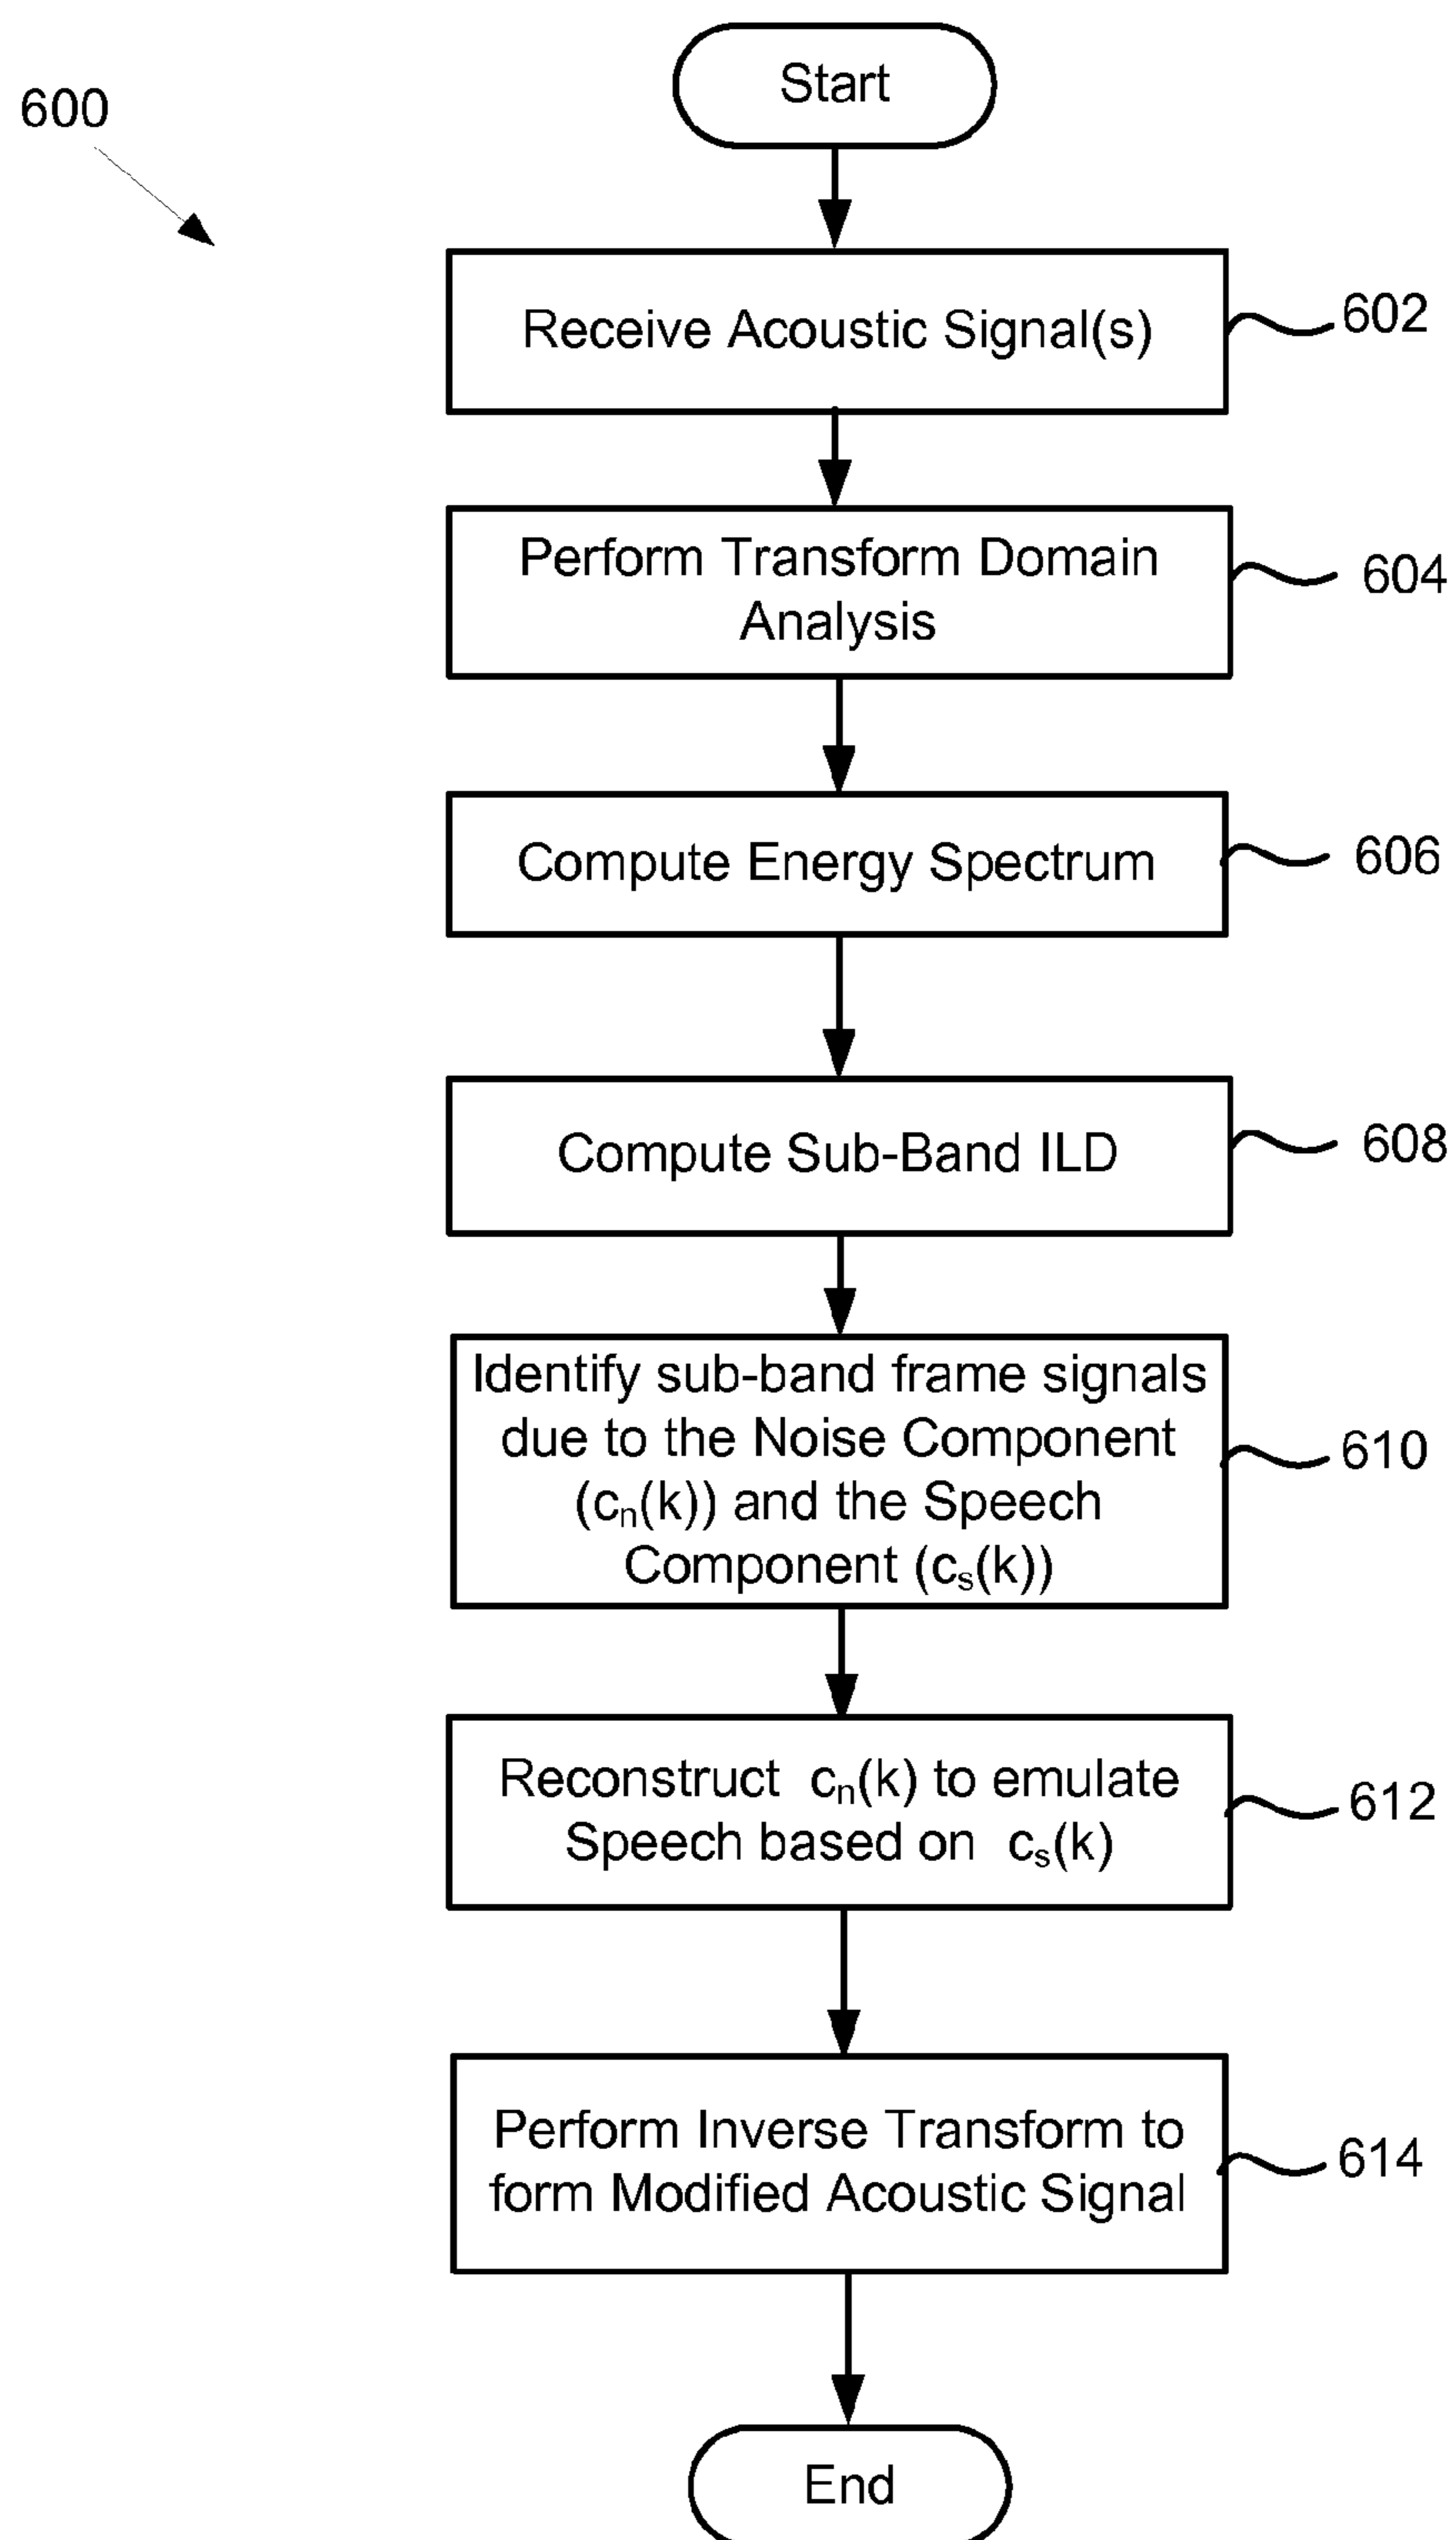 600
Start
Receive Acoustic Signal(s)
602
Perform Transform Domain
Analysis
604
Compute Energy Spectrum
606
Compute Sub-Band ILD
608
Identify sub-band frame signals
due to the Noise Component
(cₙ(k)) and the Speech
Component (cₛ(k))
610
Reconstruct cₙ(k) to emulate
Speech based on cₛ(k)
612
Perform Inverse Transform to
form Modified Acoustic Signal
614
End